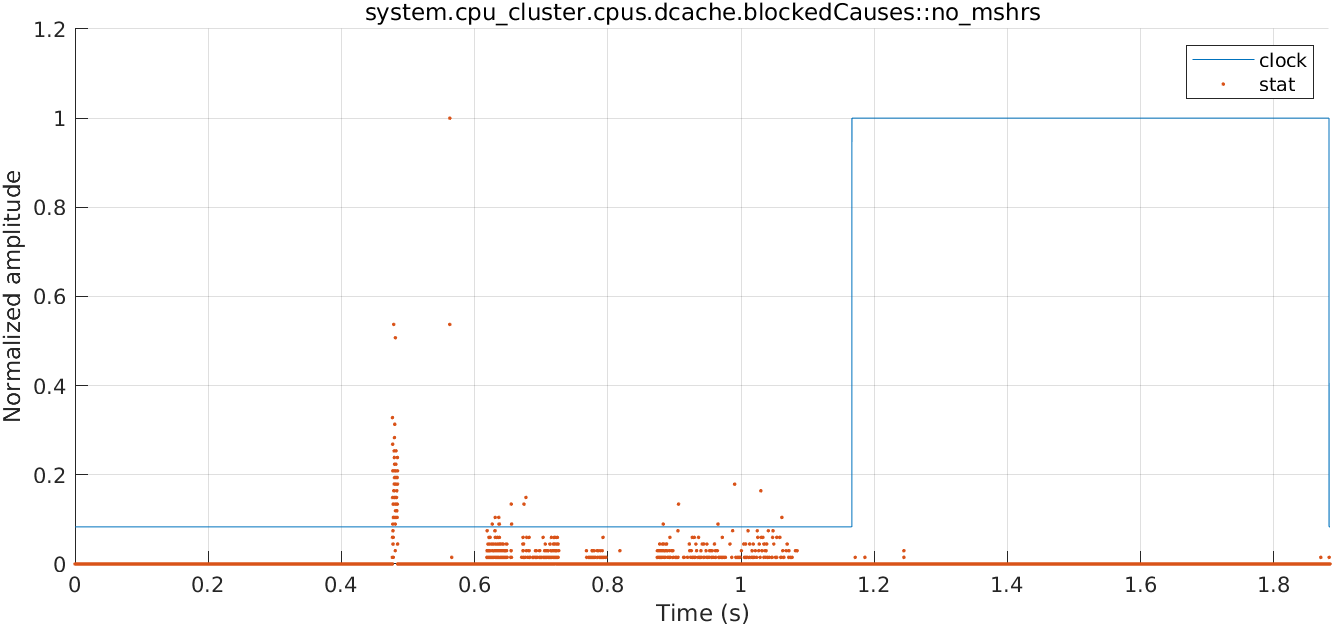 system.cpu_cluster.cpus.dcache.blockedCauses::no_mshrs
1.2
1
0.8
0.6
0.4
0.2
0
Normalized amplitude
clock
stat
0 0.2 0.4 0.6 0.8 1 1.2 1.4 1.6 1.8
Time (s)